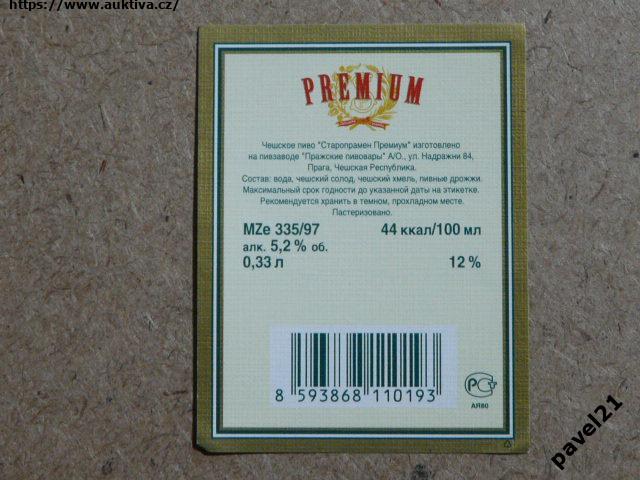 https://www.auktiva.cz/
PREMIUM
Чешское пиво "Старопрамен Премиум" изготовлено
на пивзаводе "Пражские пивовары" А/О., ул. Надражни 84,
Прага, Чешская Республика.
Состав: вода, чешский солод, чешский хмель, пивные дрожжи.
Максимальный срок годности до указанной даты на этикетке.
Рекомендуется хранить в темном, прохладном месте.
Пастеризовано.
MZe 335/97 44 ккал/100 мл
алк. 5,2 % об.
0,33 л 12 %
8 593868 110193
РСТ
АЯ80
pavel21